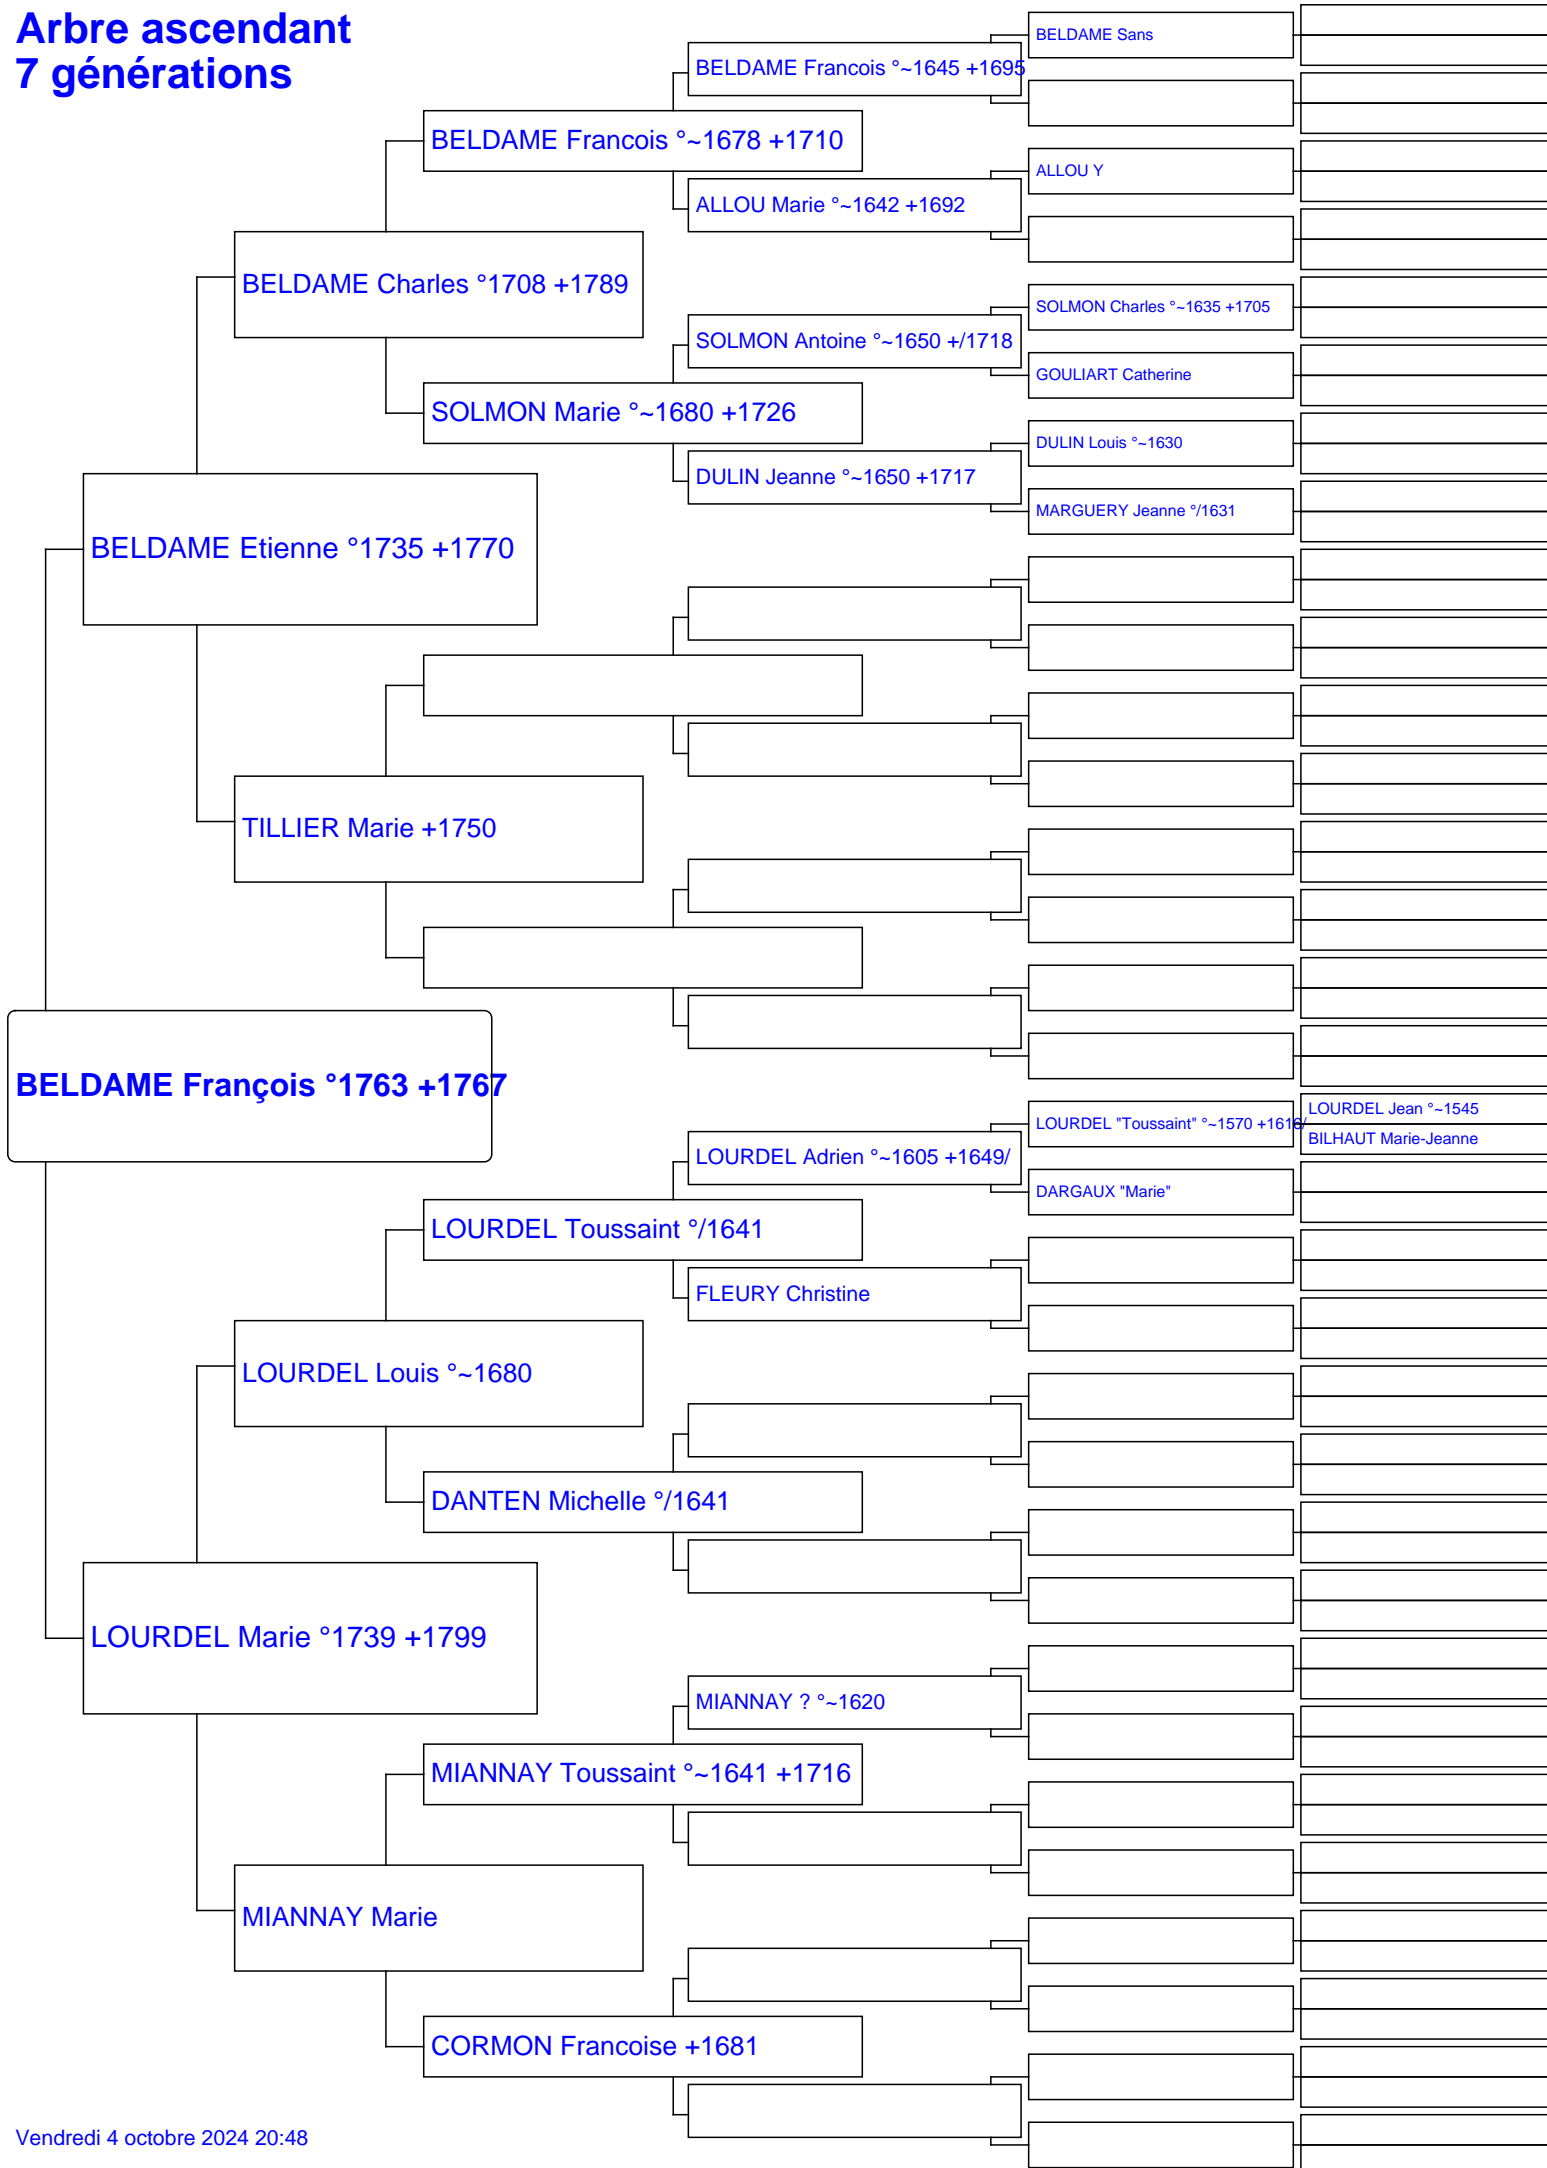 Arbre ascendant
7 générations
BELDAME Sans
BELDAME Francois °~1645 +1695
BELDAME Francois °~1678 +1710
ALLOU Y
ALLOU Marie °~1642 +1692
BELDAME Charles °1708 +1789
SOLMON Charles °~1635 +1705
SOLMON Antoine °~1650 +/1718
GOULIART Catherine
SOLMON Marie °~1680 +1726
DULIN Louis °~1630
DULIN Jeanne °~1650 +1717
MARGUERY Jeanne °/1631
BELDAME Etienne °1735 +1770
TILLIER Marie +1750
BELDAME François °1763 +1767
LOURDEL Jean °~1545
LOURDEL "Toussaint" °~1570 +1616/
BILHAUT Marie-Jeanne
LOURDEL Adrien °~1605 +1649/
DARGAUX "Marie"
LOURDEL Toussaint °/1641
FLEURY Christine
LOURDEL Louis °~1680
DANTEN Michelle °/1641
LOURDEL Marie °1739 +1799
MIANNAY ? °~1620
MIANNAY Toussaint °~1641 +1716
MIANNAY Marie
CORMON Francoise +1681
Vendredi 4 octobre 2024 20:48